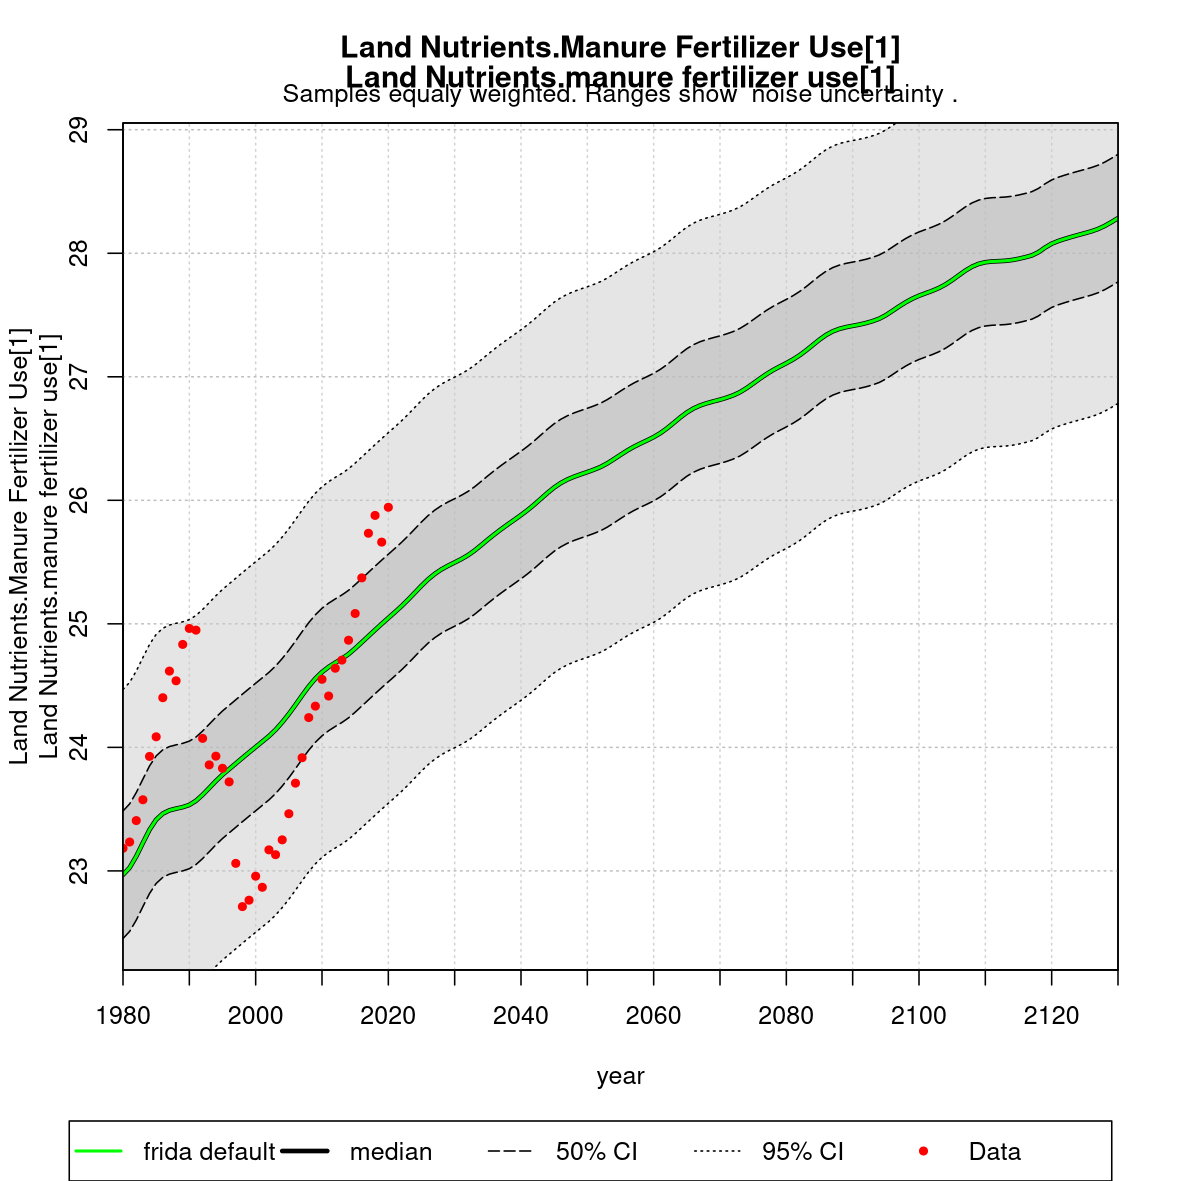 Land Nutrients.Manure Fertilizer Use[1]
Land Nutrients.manure fertilizer use[1]
Samples equaly weighted. Ranges show  noise uncertainty .
Land Nutrients.Manure Fertilizer Use[1]
Land Nutrients.manure fertilizer use[1]
29
28
27
26
25
24
23
1980 2000 2020 2040 2060 2080 2100 2120
year
frida default median 50% CI 95% CI Data